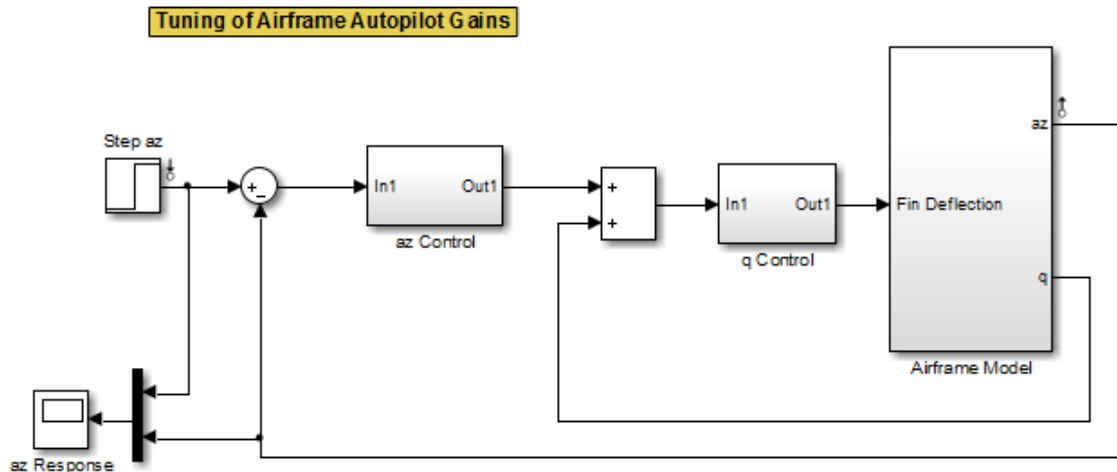 Tuning of Airframe Autopilot Gains
Step az
+
−
In1
Out1
az Control
+
+
In1
Out1
q Control
Fin Deflection
az
q
Airframe Model
az Response